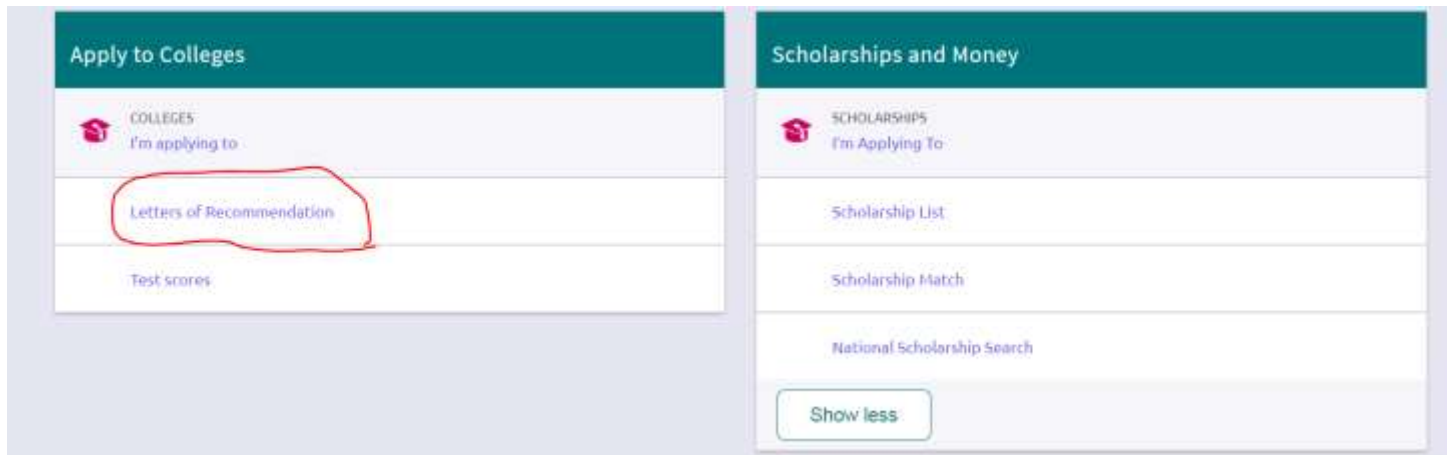 Apply to Colleges
COLLEGES
I'm applying to
Letters of Recommendation
Test scores
Scholarships and Money
SCHOLARSHIPS
I'm Applying To
Scholarship List
Scholarship Match
National Scholarship Search
Show less